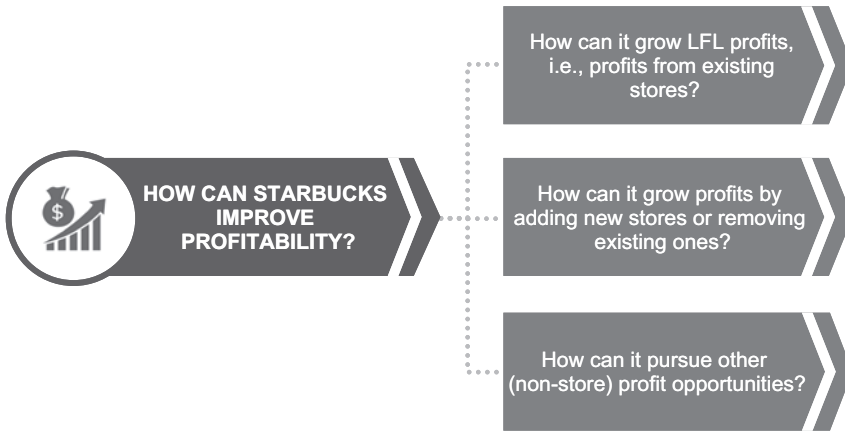 HOW CAN STARBUCKS
IMPROVE
PROFITABILITY?
How can it grow LFL profits,
i.e., profits from existing
stores?
How can it grow profits by
adding new stores or removing
existing ones?
How can it pursue other
(non-store) profit opportunities?
$